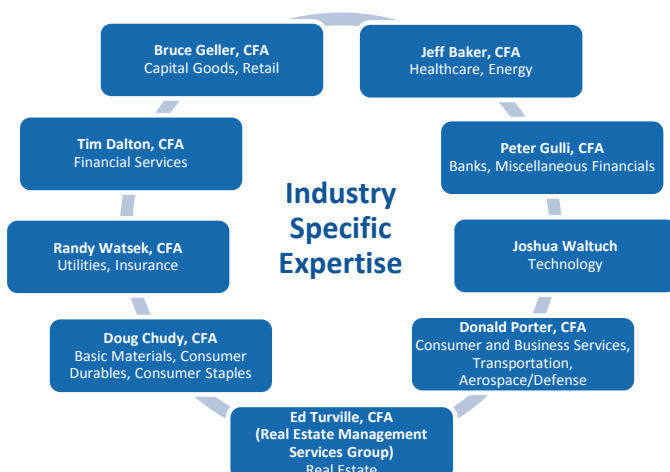 Bruce Geller, CFA
Capital Goods, Retail
Jeff Baker, CFA
Healthcare, Energy
Tim Dalton, CFA
Financial Services
Peter Gulli, CFA
Banks, Miscellaneous Financials
Industry
Specific
Expertise
Randy Watsek, CFA
Utilities, Insurance
Joshua Waltuch
Technology
Doug Chudy, CFA
Basic Materials, Consumer
Durables, Consumer Staples
Donald Porter, CFA
Consumer and Business Services,
Transportation,
Aerospace/Defense
Ed Turville, CFA
(Real Estate Management
Services Group)
Real Estate